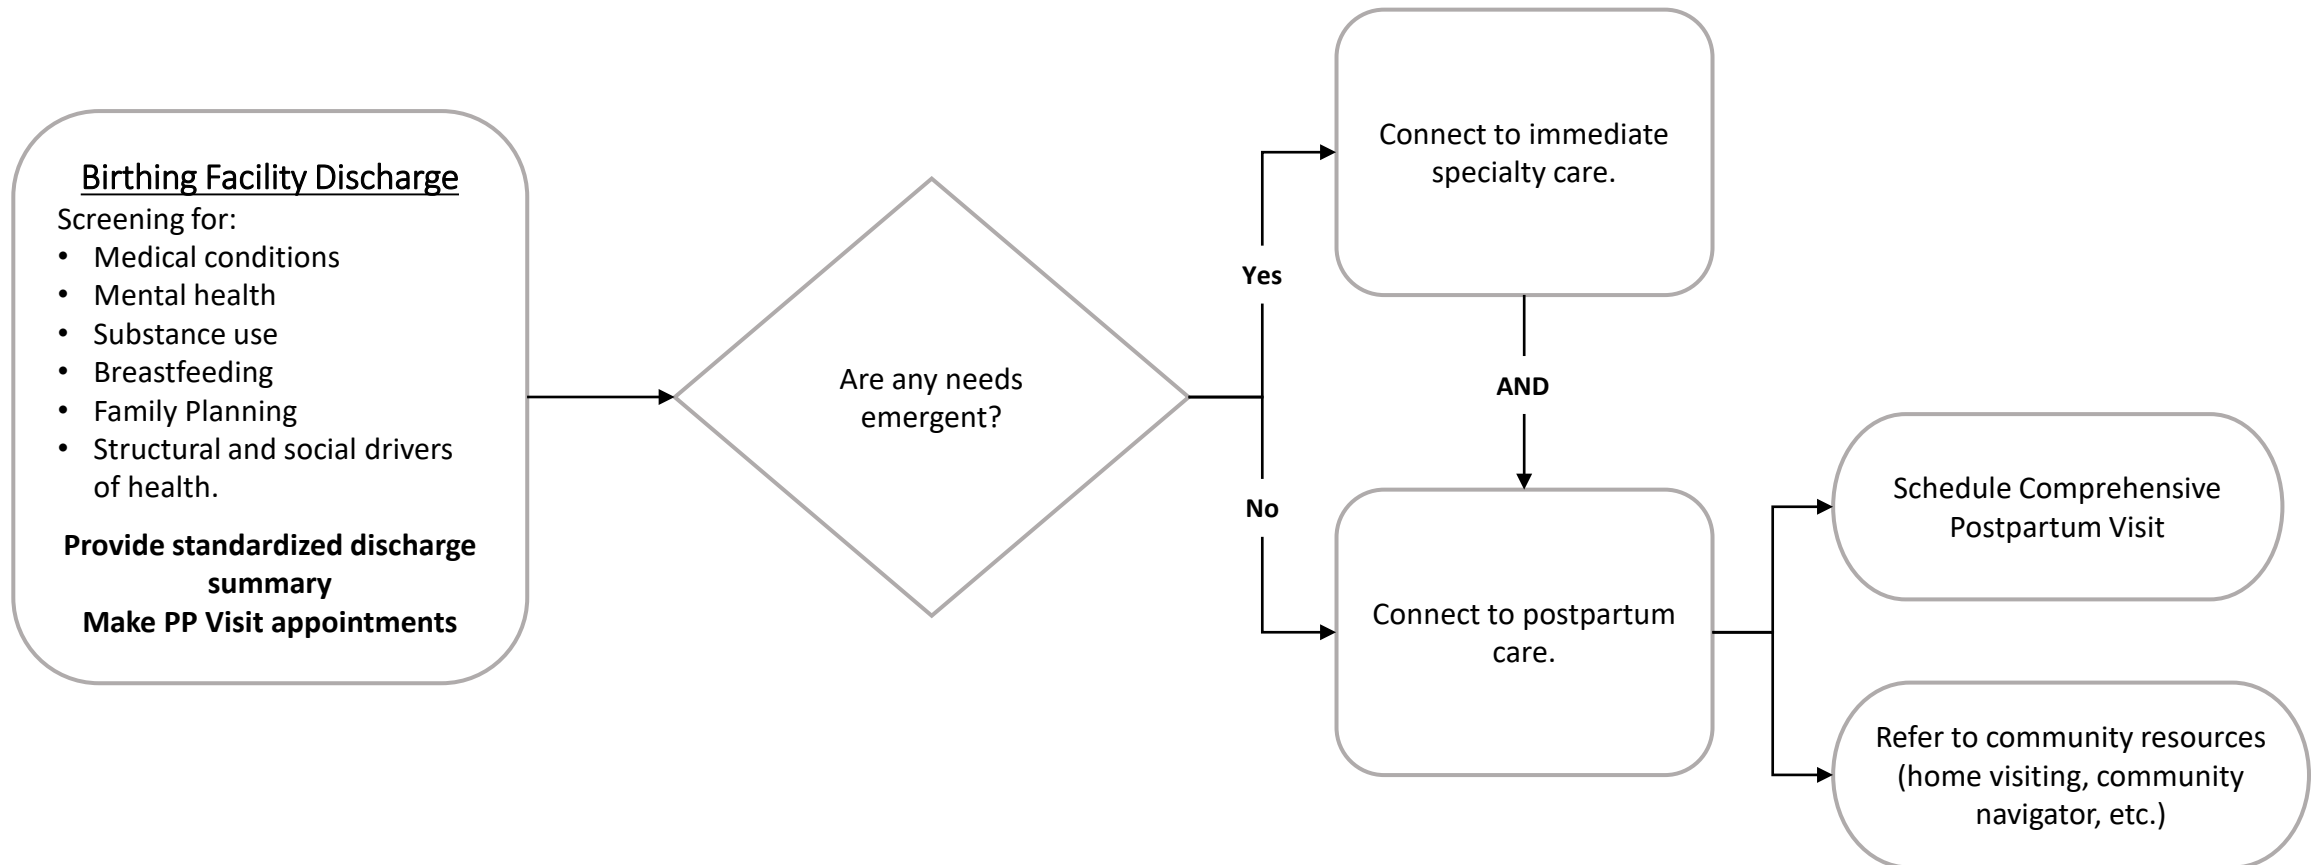 Birthing Facility Discharge
Screening for:
• Medical conditions
• Mental health
• Substance use
• Breastfeeding
• Family Planning
• Structural and social drivers
of health.
Provide standardized discharge
summary
Make PP Visit appointments
Are any needs
emergent?
Yes
No
Connect to immediate
specialty care.
AND
Connect to postpartum
care.
Schedule Comprehensive
Postpartum Visit
Refer to community resources
(home visiting, community
navigator, etc.)